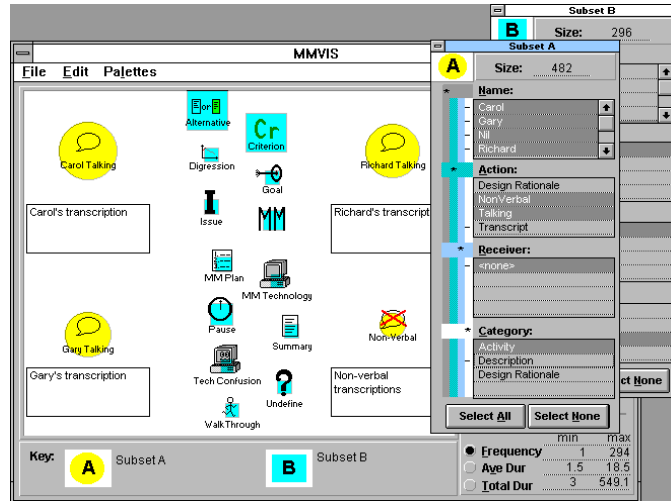 Subset B
B
Size: 296
MMVIS
File Edit Palettes
Subset A
A
Size: 482
*
Name:
Carol
Gary
Nil
Richard
*
Action:
Design Rationale
NonVerbal
Talking
Transcript
*
Receiver:
<none>
*
Category:
Activity
Description
Design Rationale
Select All
Select None
ct None
Carol Talking
Alternative
or
Cr
Criterion
Richard Talking
Digression
Goal
Carol's transcription
Issue
MM
Richard's transcript
MM Plan
MM Technology
Gary Talking
Pause
Summary
Non-Verbal
Gary's transcription
Tech Confusion
Undefine
Non-verbal
transcriptions
WalkThrough
Key:
A
Subset A
B
Subset B
min max
Frequency 1 294
Ave Dur 1.5 18.5
Total Dur 3 549.1